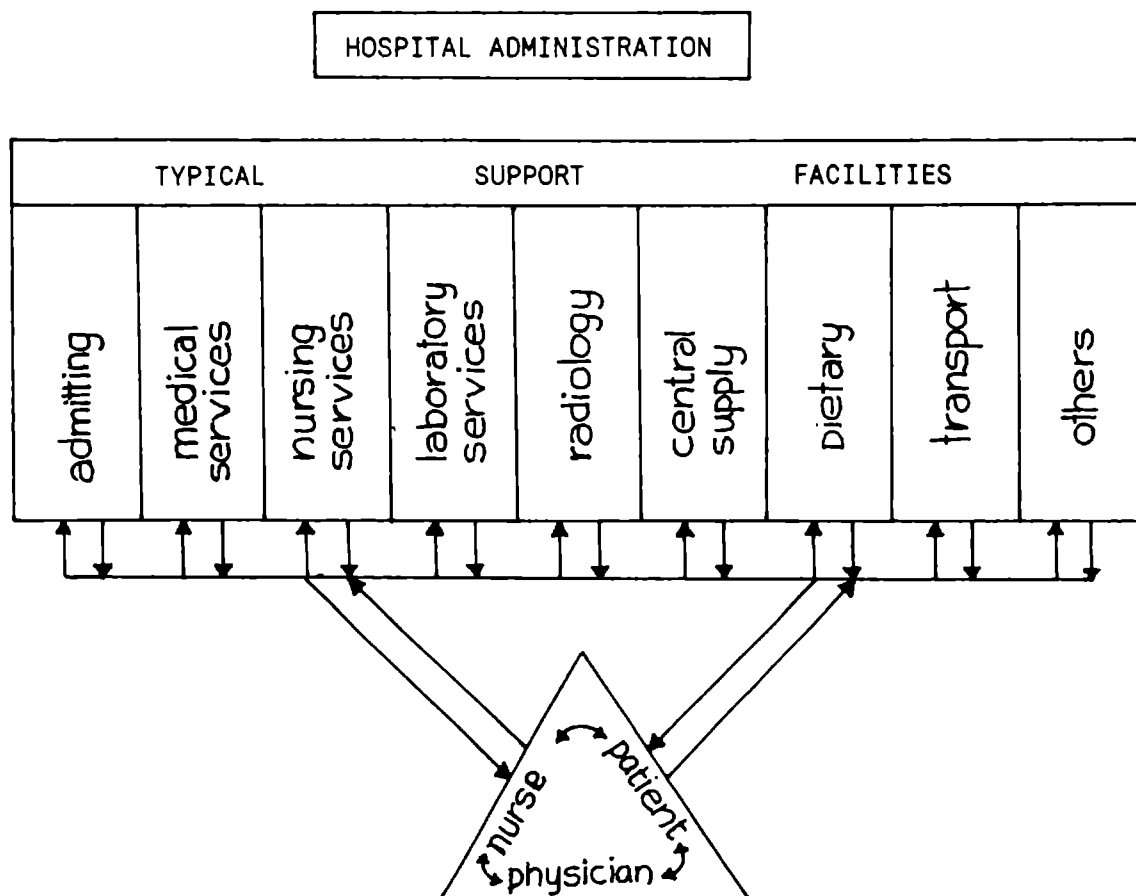 HOSPITAL ADMINISTRATION
TYPICAL SUPPORT FACILITIES
admitting
medical
services
nursing
services
laboratory
services
radiology
central
supply
Dietary
transport
others
nurse
patient
physician